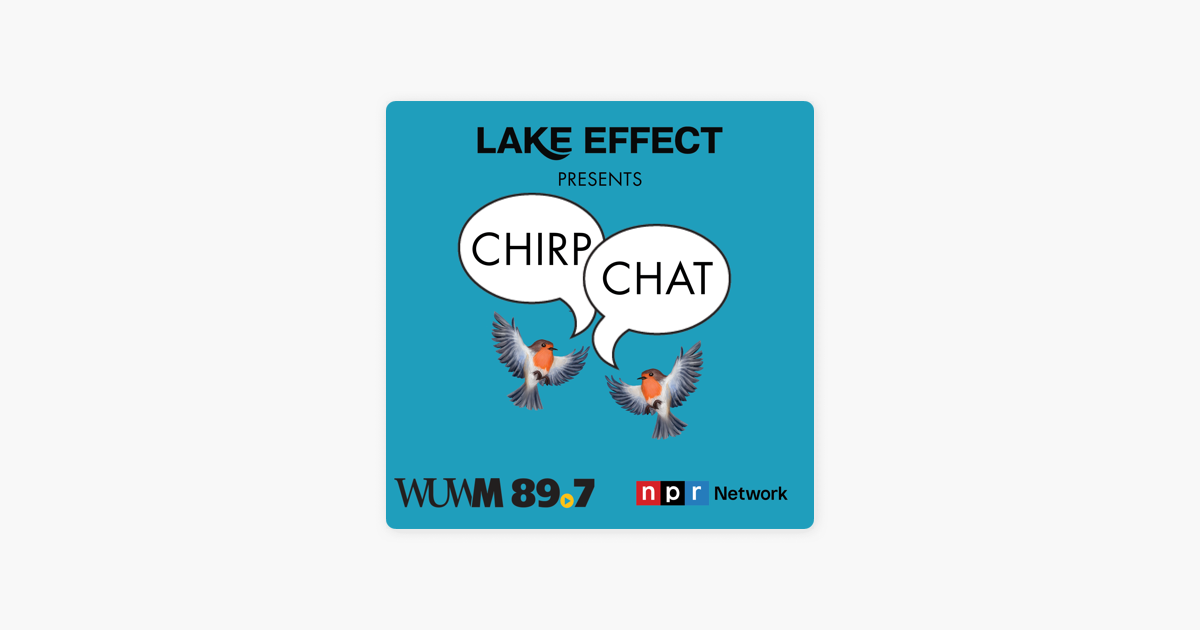 LAKE EFFECT
PRESENTS
CHIRP
CHAT
WUWM 89.7
npr Network